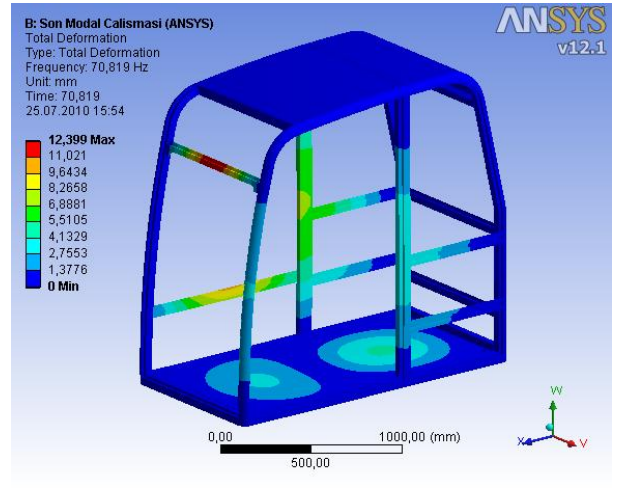 B: Son Modal Calismasi (ANSYS)
Total Deformation
Type: Total Deformation
Frequency: 70,819 Hz
Unit: mm
Time: 70,819
25.07.2010 15:54
ANSYS
v12.1
12,399 Max
11,021
9,6434
8,2658
6,8881
5,5105
4,1329
2,7553
1,3776
0 Min
0,00
1000,00 (mm)
500,00
W
X
V